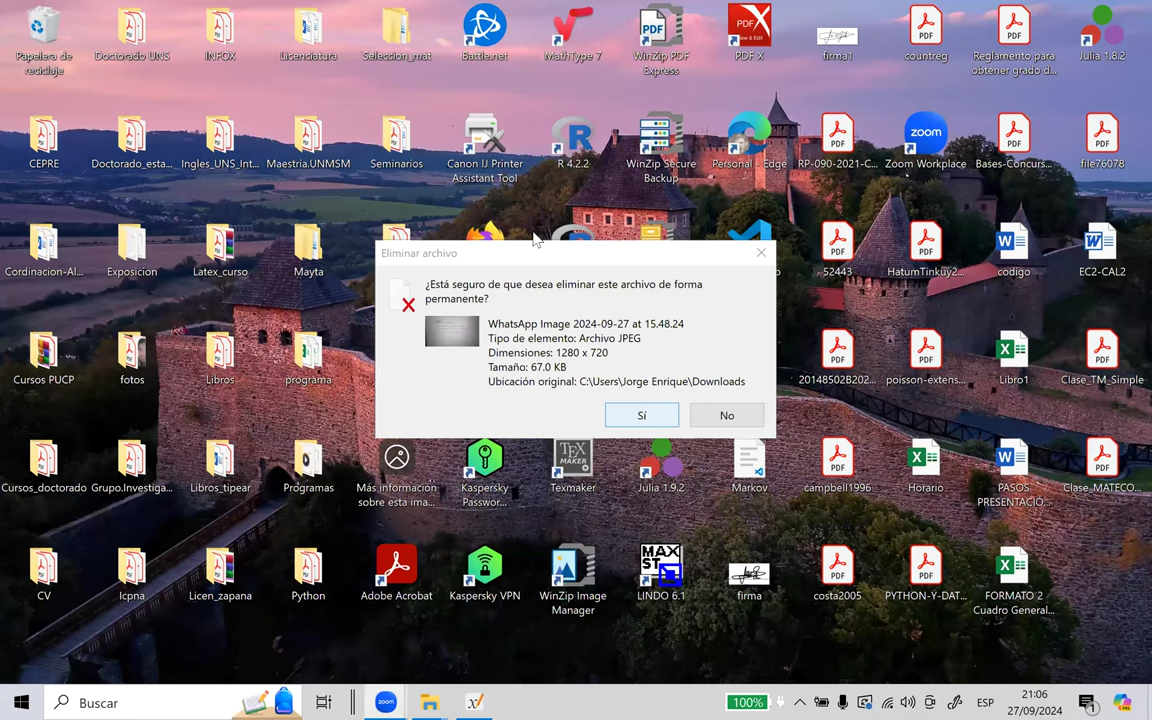 Papelera de
reciclaje
Doctorado UNS
INFOX
Licenciatura
Seleccion_mat
Battle.net
MathType 7
WinZip PDF
Express
PDF X
firma1
countreg
Reglamento para
obtener grado d...
Julia 1.8.2
CEPRE
Doctorado_esta...
Ingles_UNS_Int...
Maestria.UNMSM
Seminarios
Canon IJ Printer
Assistant Tool
R 4.2.2
WinZip Secure
Backup
Personal - Edge
RP-090-2021-C...
Zoom Workplace
Bases-Concurs...
file76078
Cordinacion-Al...
Exposicion
Latex_curso
Mayta
52443
HatumTinkuy2...
codigo
EC2-CAL2
Eliminar archivo
¿Está seguro de que desea eliminar este archivo de forma
permanente?
WhatsApp Image 2024-09-27 at 15.48.24
Tipo de elemento: Archivo JPEG
Dimensiones: 1280 x 720
Tamaño: 67.0 KB
Ubicación original: C:\Users\Jorge Enrique\Downloads
Sí
No
Cursos PUCP
fotos
Libros
programa
20148502B202...
poisson-extens...
Libro1
Clase_TM_Simple
Cursos_doctorado
Grupo.Investiga...
Libros_tipear
Programas
Más información
sobre esta ima...
Kaspersky
Passwor...
Texmaker
Julia 1.9.2
Markov
campbell1996
Horario
PASOS
PRESENTACIÓ...
Clase_MATECO...
CV
Icpna
Licen_zapana
Python
Adobe Acrobat
Kaspersky VPN
WinZip Image
Manager
LINDO 6.1
firma
costa2005
PYTHON-Y-DAT...
FORMATO 2
Cuadro General...
Buscar
zoom
100%
ESP
21:06
27/09/2024